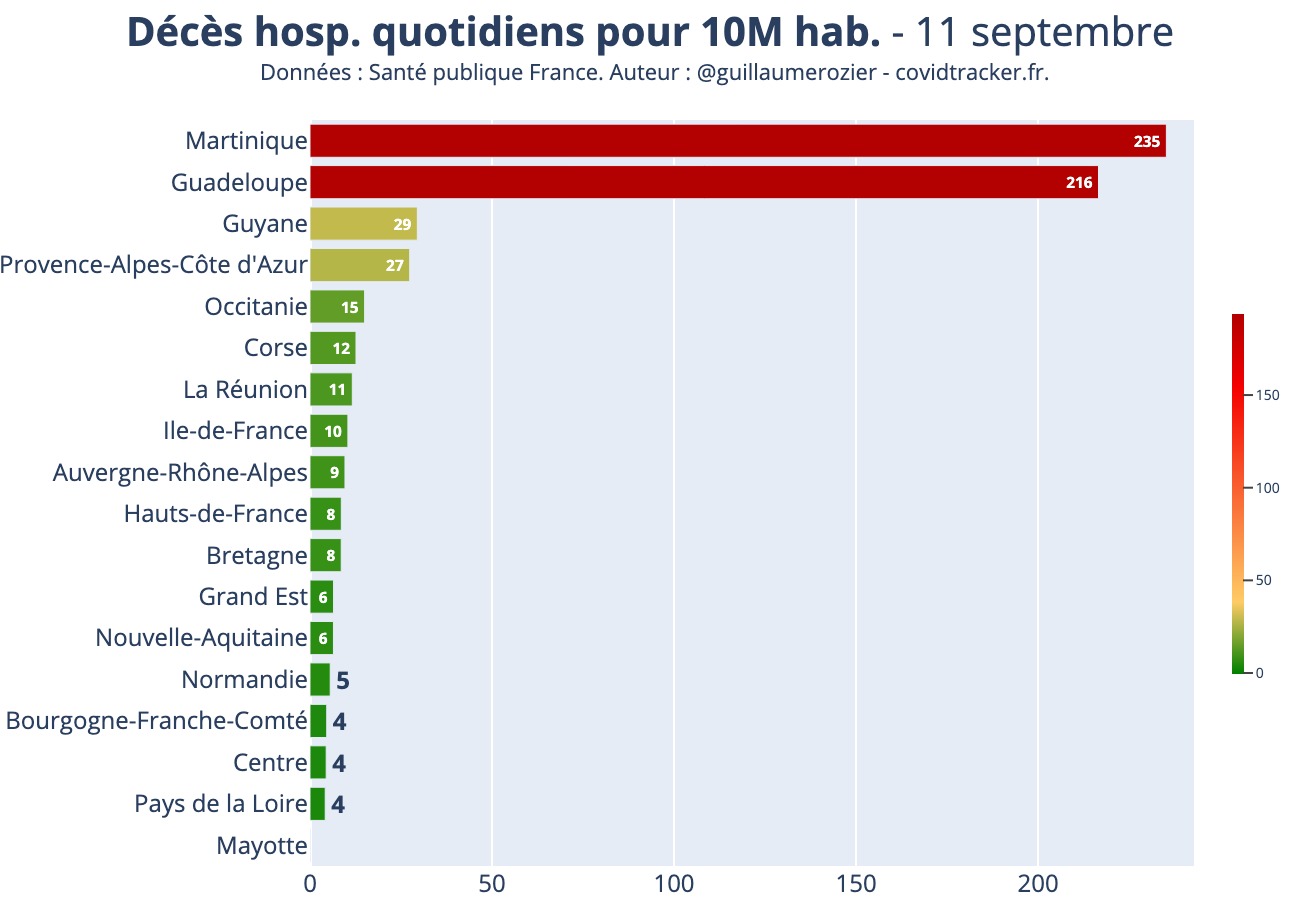 Décès hosp. quotidiens pour 10M hab. - 11 septembre
Données : Santé publique France. Auteur : @guillaumerozier - covidtracker.fr.
Martinique 235
Guadeloupe 216
Guyane 29
Provence-Alpes-Côte d'Azur 27
Occitanie 15
Corse 12
La Réunion 11
Ile-de-France 10
Auvergne-Rhône-Alpes 9
Hauts-de-France 8
Bretagne 8
Grand Est 6
Nouvelle-Aquitaine 6
Normandie 5
Bourgogne-Franche-Comté 4
Centre 4
Pays de la Loire 4
Mayotte
0 50 100 150 200
150
100
50
0